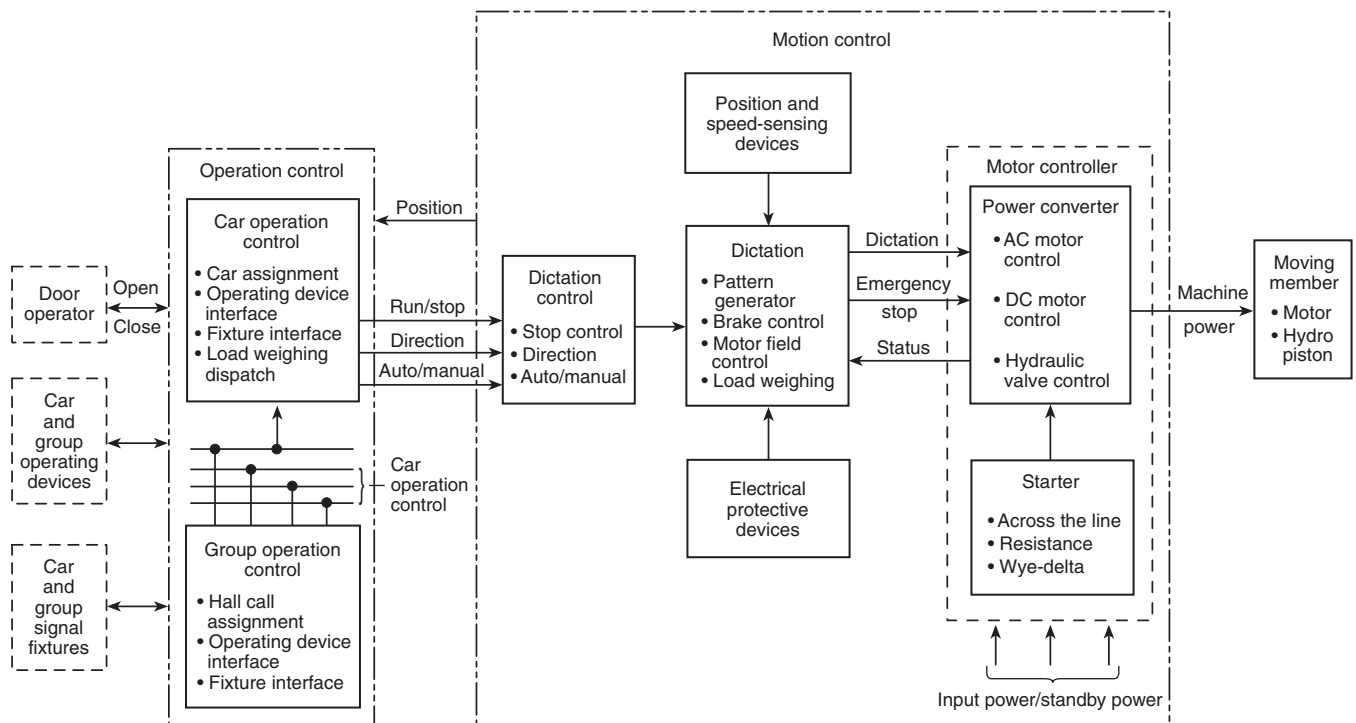 Motion control
Position and
speed-sensing
devices
Operation control
Motor controller
Car operation
control
• Car assignment
• Operating device
interface
• Fixture interface
• Load weighing
dispatch
Position
Power converter
• AC motor
control
• DC motor
control
• Hydraulic
valve control
Door
operator
Open
Close
Run/stop
Direction
Auto/manual
Dictation
control
• Stop control
• Direction
• Auto/manual
Dictation
• Pattern
generator
• Brake control
• Motor field
control
• Load weighing
Dictation
Emergency
stop
Status
Machine
power
Moving
member
• Motor
• Hydro
piston
Car
and
group
operating
devices
Car
operation
control
Electrical
protective
devices
Starter
• Across the line
• Resistance
• Wye-delta
Car
and
group
signal
fixtures
Group operation
control
• Hall call
assignment
• Operating device
interface
• Fixture interface
Input power/standby power